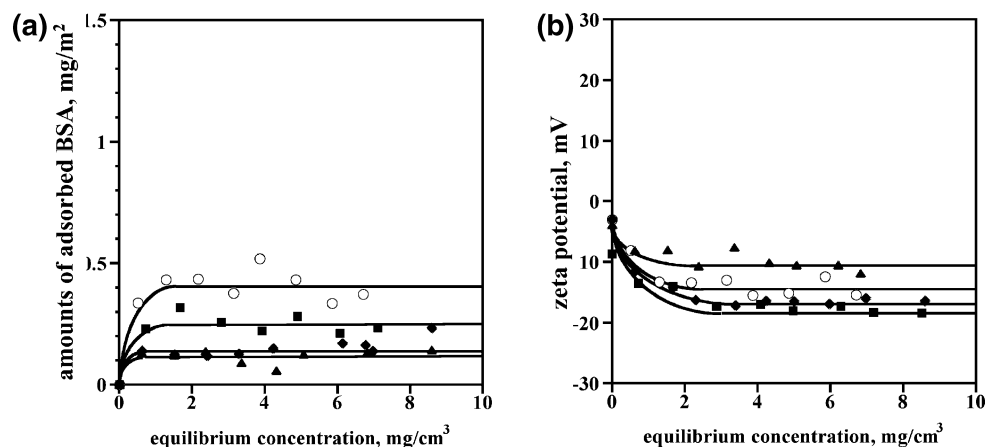 (a)
amounts of adsorbed BSA, mg/m²
1.5
1
0.5
0
0 2 4 6 8 10
equilibrium concentration, mg/cm³
(b)
zeta potential, mV
30
20
10
0
10
-20
-30
0 2 4 6 8 10
equilibrium concentration, mg/cm³